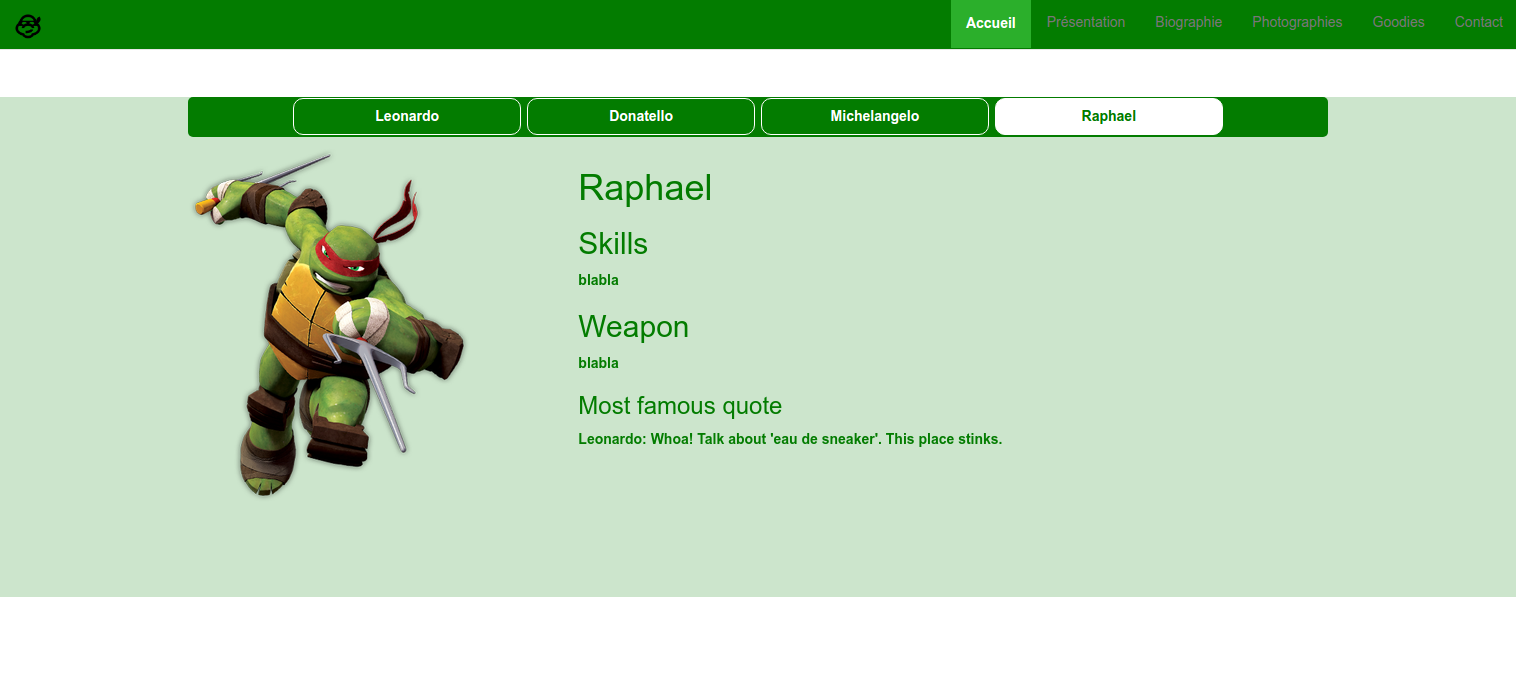 Accueil Présentation Biographie Photographies Goodies Contact
Leonardo Donatello Michelangelo Raphael
Raphael
Skills
blabla
Weapon
blabla
Most famous quote
Leonardo: Whoa! Talk about 'eau de sneaker'. This place stinks.